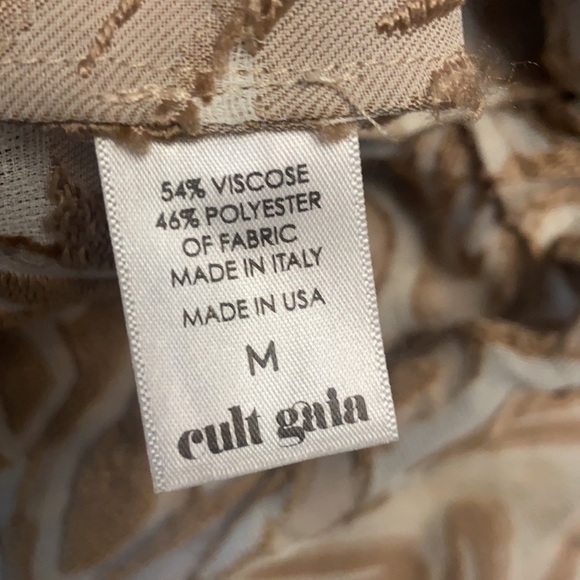 54% VISCOSE
46% POLYESTER
OF FABRIC
MADE IN ITALY
MADE IN USA
M
cult gaia